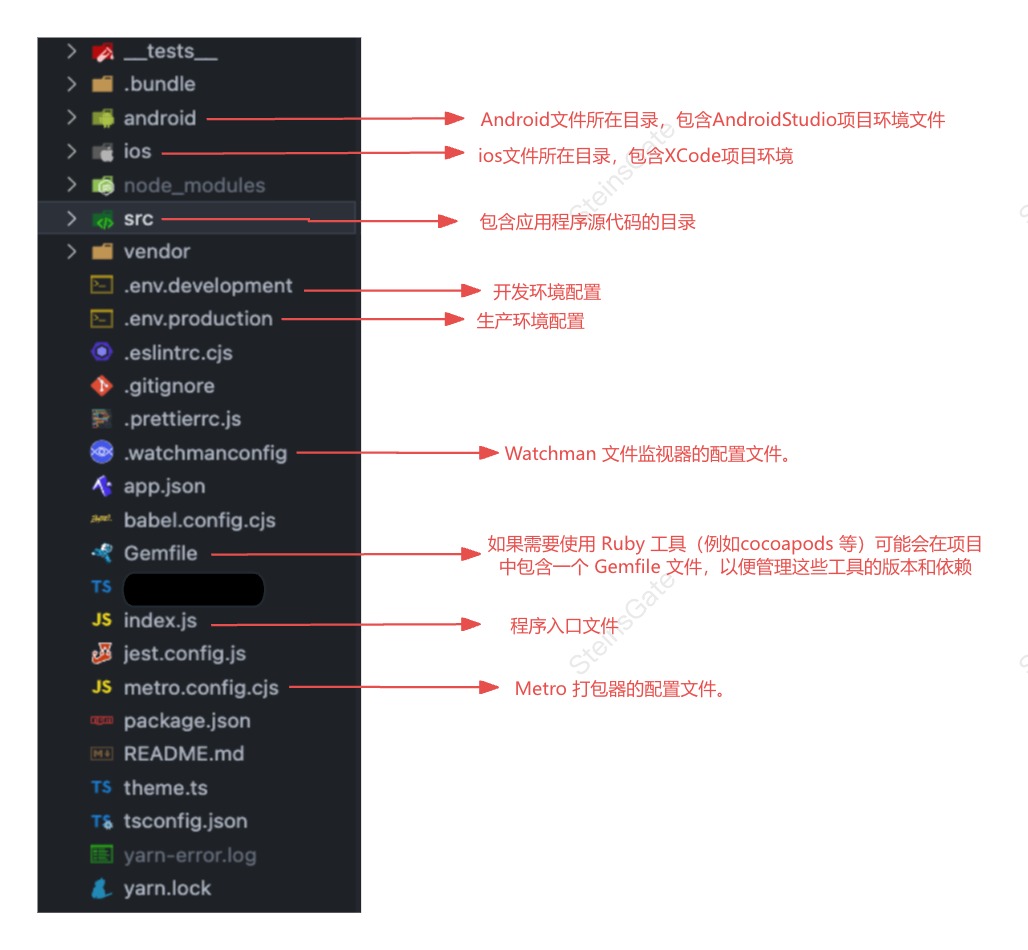 __tests__
.bundle
android
Android文件所在目录，包含AndroidStudio项目环境文件
ios
ios文件所在目录，包含XCode项目环境
node_modules
src
包含应用程序源代码的目录
vendor
.env.development
开发环境配置
.env.production
生产环境配置
.eslintrc.cjs
.gitignore
.prettierrc.js
.watchmanconfig
Watchman 文件监视器的配置文件。
app.json
babel.config.cjs
Gemfile
如果需要使用 Ruby 工具（例如cocoapods 等）可能会在项目
中包含一个 Gemfile 文件，以便管理这些工具的版本和依赖
TS
JS index.js
程序入口文件
jest.config.js
JS metro.config.cjs
Metro 打包器的配置文件。
package.json
README.md
TS theme.ts
TS tsconfig.json
yarn-error.log
yarn.lock
SteinsGate
SteinsGate